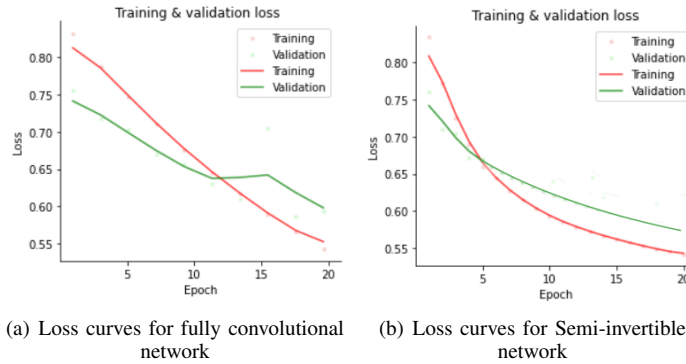 Training & validation loss
Training
Validation
Training
Validation
0.80
0.75
0.70
0.65
0.60
0.55
Loss
5
10
15
20
Epoch
(a) Loss curves for fully convolutional
network
Training & validation loss
Training
Validation
Training
Validation
0.80
0.75
0.70
0.65
0.60
0.55
Loss
0
5
10
15
20
Epoch
(b) Loss curves for Semi-invertible
network